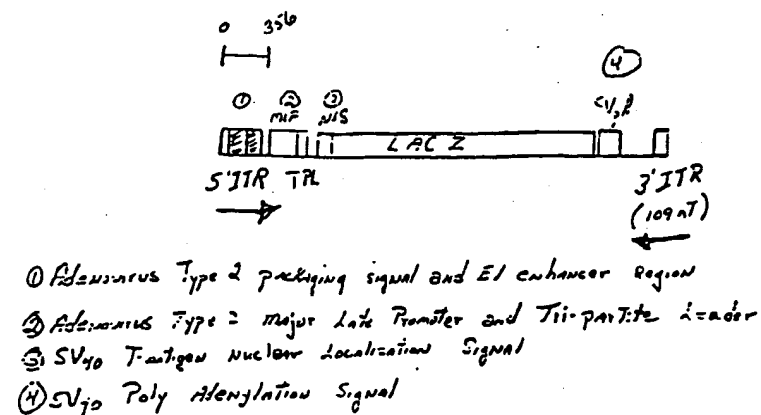 0 356
① ② ③ ④
MLP NLS SV40 pA
LAC Z
5'ITR TPL 3'ITR
(109 nT)
① Adenovirus Type 2 packaging signal and E1 enhancer Region
② Adenovirus Type 2 major Late Promoter and Tri-partite Leader
③ SV40 T-antigen Nuclear Localization Signal
④ SV40 Poly Adenylation Signal